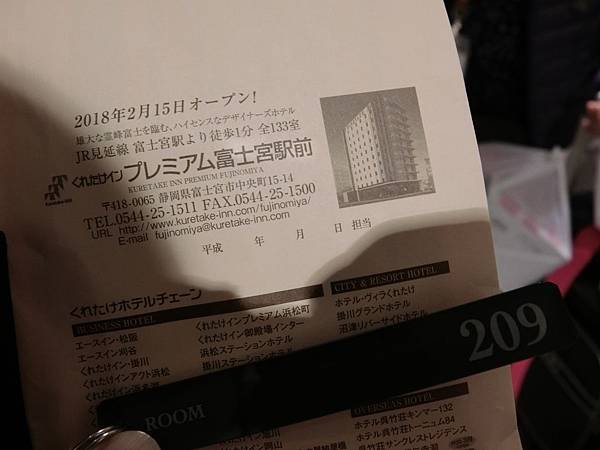 2018年2月15日オープン!
雄大な霊峰富士を臨む、ハイセンスなデザイナーズホテル
JR身延線 富士宮駅より徒歩1分 全133室
くれたけイン プレミアム富士宮駅前
KURETAKE INN PREMIUM FUJINOMIYA
〒418-0065 静岡県富士宮市中央町15-14
TEL.0544-25-1511 FAX.0544-25-1500
URL http://www.kuretake-inn.com/fujinomiya/
E-mail fujinomiya@kuretake-inn.com
平成 年 月 日 担当
くれたけホテルチェーン
BUSINESS HOTEL
エースイン・松阪
エースイン刈谷
くれたけイン・掛川
くれたけインアクト浜松
くれたけイン浜名湖
くれたけインプレミアム浜松町
くれたけイン御殿場インター
浜松ステーションホテル
掛川ステーションホテル
CITY & RESORT HOTEL
ホテル・ヴィラくれたけ
掛川グランドホテル
沼津リバーサイドホテル
ROOM 209
OVERSEAS HOTEL
ホテル呉竹荘キンマー132
ホテル呉竹荘トーニュム84
呉竹荘サンクレストレジデンス